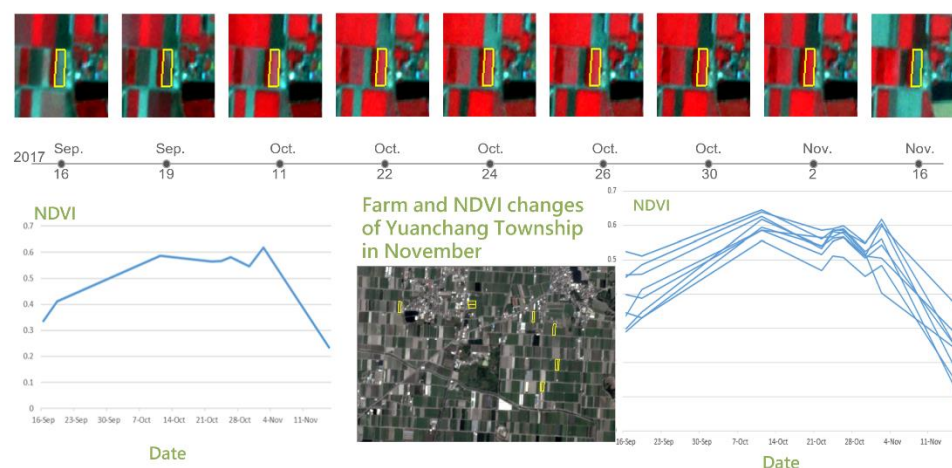 Sep. Sep. Oct. Oct. Oct. Oct. Oct. Nov. Nov.
2017
16 19 11 22 24 26 30 2 16
NDVI
0.7
0.6
0.5
0.4
0.3
0.2
0.1
0
16-Sep 23-Sep 30-Sep 7-Oct 14-Oct 21-Oct 28-Oct 4-Nov 11-Nov
Date
Farm and NDVI changes
of Yuanchang Township
in November
0.7
NDVI
0.6
0.5
16-Sep 23-Sep 30-Sep 7-Oct 14-Oct 21-Oct 28-Oct 4-Nov 11-Nov
Date